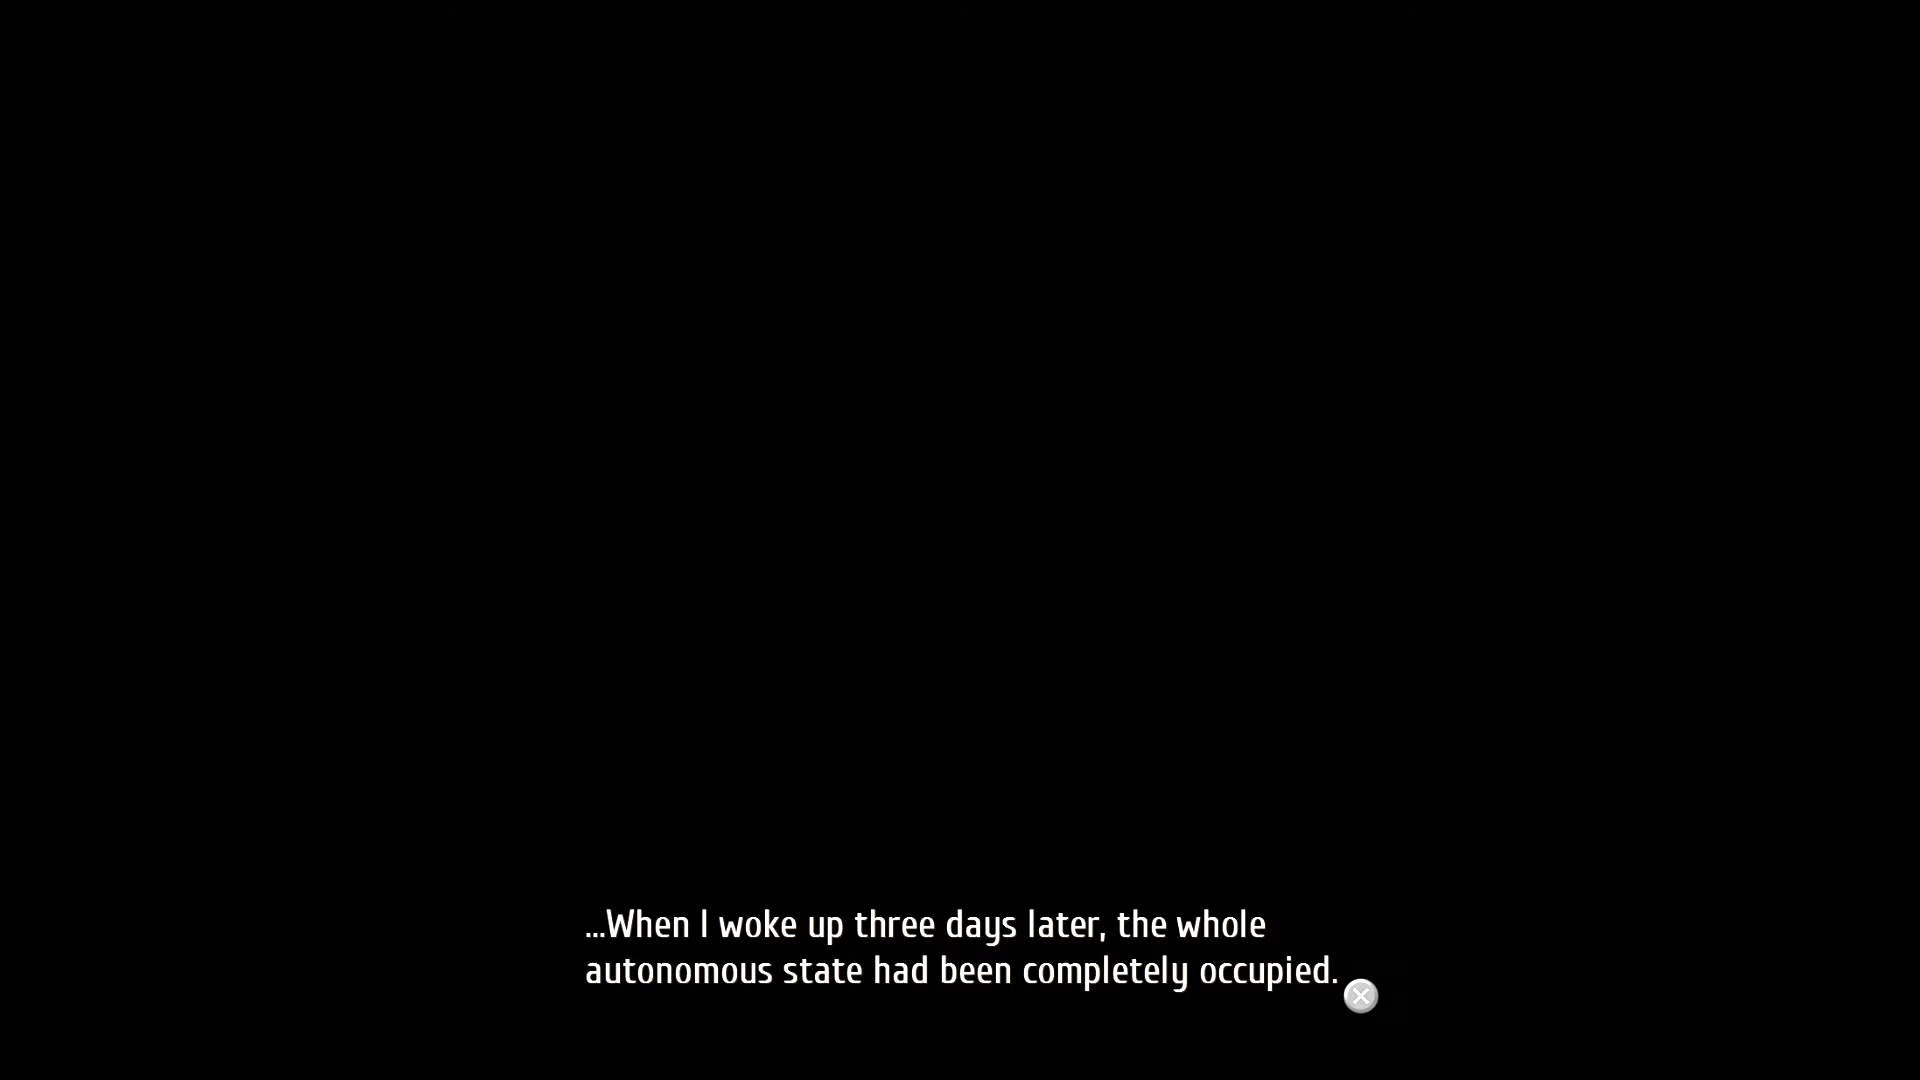 ...When I woke up three days later, the whole
autonomous state had been completely occupied.